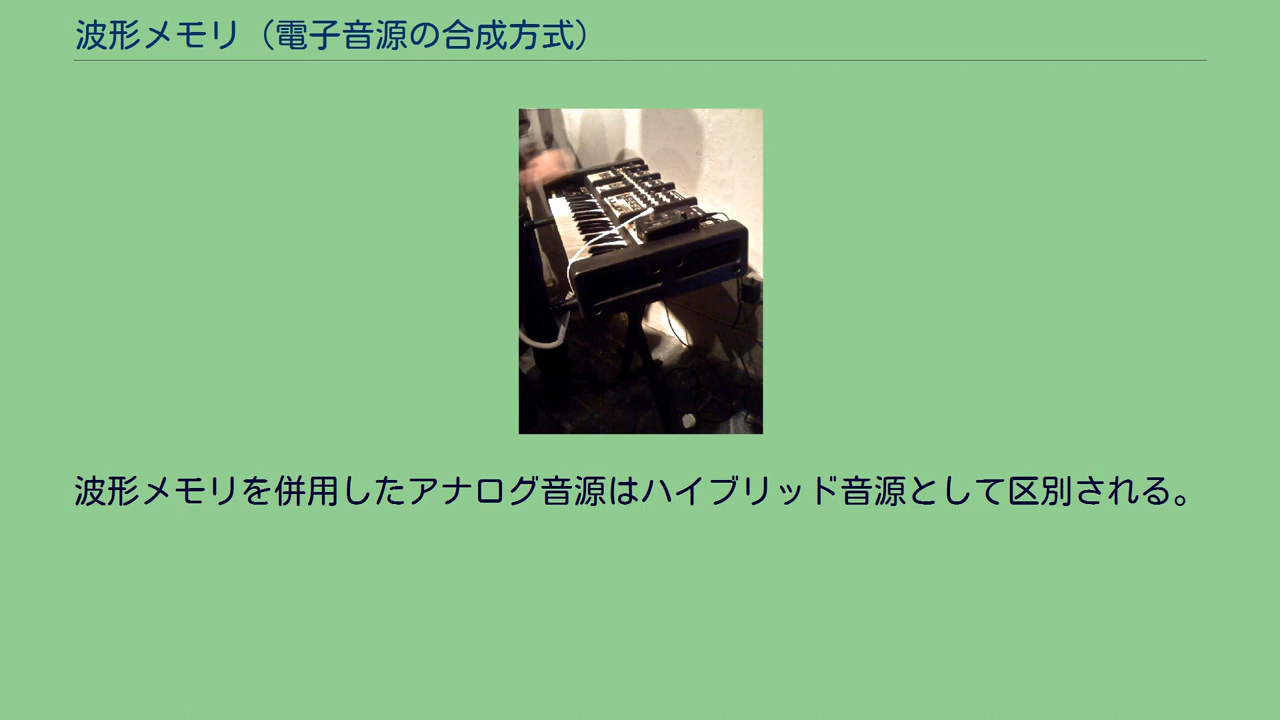 波形メモリ（電子音源の合成方式）
波形メモリを併用したアナログ音源はハイブリッド音源として区別される。